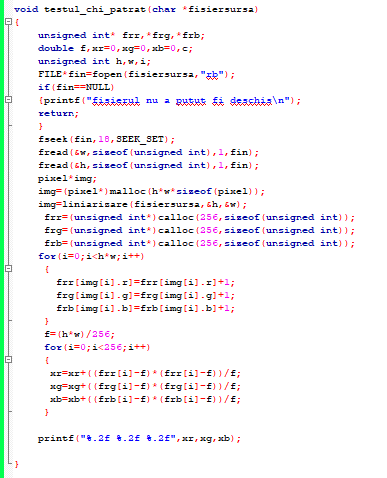 void testul_chi_patrat(char *fisiersursa)
{
unsigned int* frr,*frg,*frb;
double f,xr=0,xg=0,xb=0,c;
unsigned int h,w,i;
FILE*fin=fopen(fisiersursa,"rb");
if(fin==NULL)
{printf("fisierul nu a putut fi deschis\n");
return;
}
fseek(fin,18,SEEK_SET);
fread(&w,sizeof(unsigned int),1,fin);
fread(&h,sizeof(unsigned int),1,fin);
pixel*img;
img=(pixel*)malloc(h*w*sizeof(pixel));
img=liniarizare(fisiersursa,&h,&w);
frr=(unsigned int*)calloc(256,sizeof(unsigned int));
frg=(unsigned int*)calloc(256,sizeof(unsigned int));
frb=(unsigned int*)calloc(256,sizeof(unsigned int));
for(i=0;i<h*w;i++)
{
frr[img[i].r]=frr[img[i].r]+1;
frg[img[i].g]=frg[img[i].g]+1;
frb[img[i].b]=frb[img[i].b]+1;
}
f=(h*w)/256;
for(i=0;i<256;i++)
{
xr=xr+((frr[i]-f)*(frr[i]-f))/f;
xg=xg+((frg[i]-f)*(frg[i]-f))/f;
xb=xb+((frb[i]-f)*(frb[i]-f))/f;
}
printf("%.2f %.2f %.2f",xr,xg,xb);
}